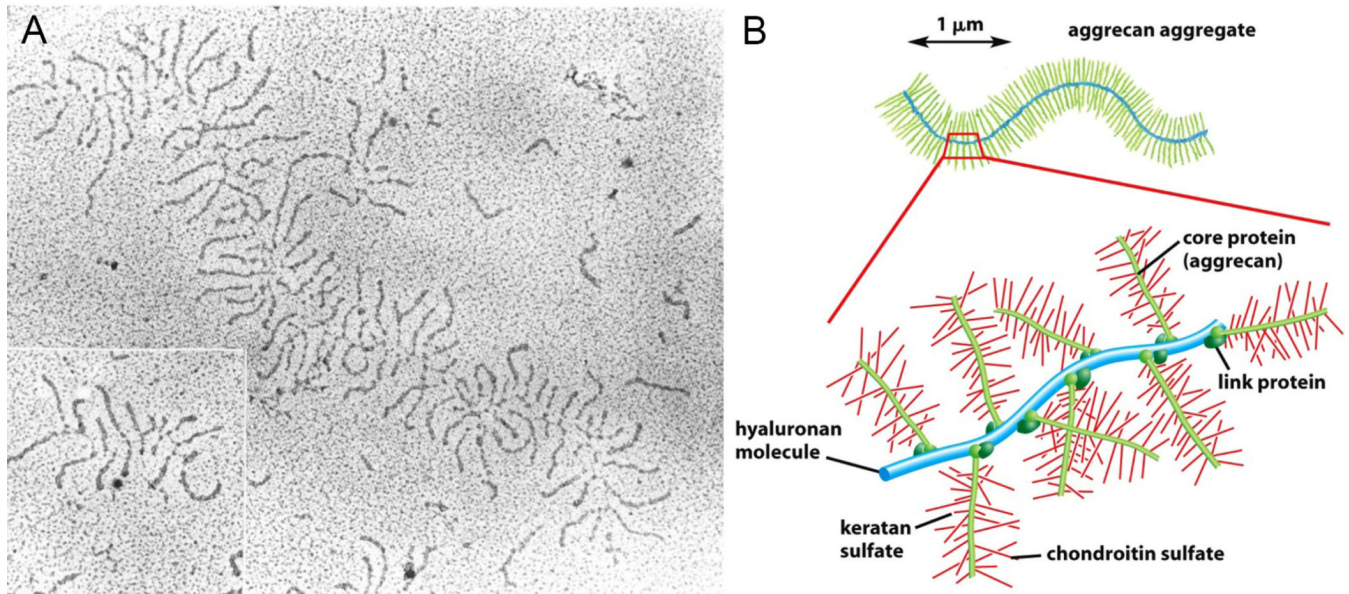 A
B
1 μm
aggrecan aggregate
core protein
(aggrecan)
link protein
hyaluronan
molecule
keratan
sulfate
chondroitin sulfate